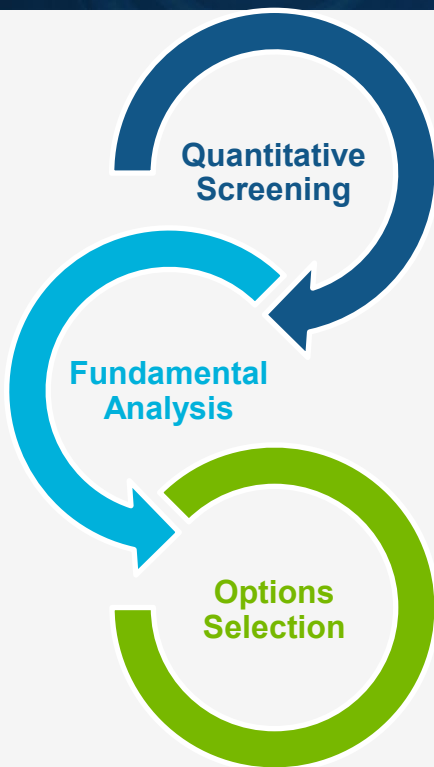 Quantitative
Screening
Fundamental
Analysis
Options
Selection